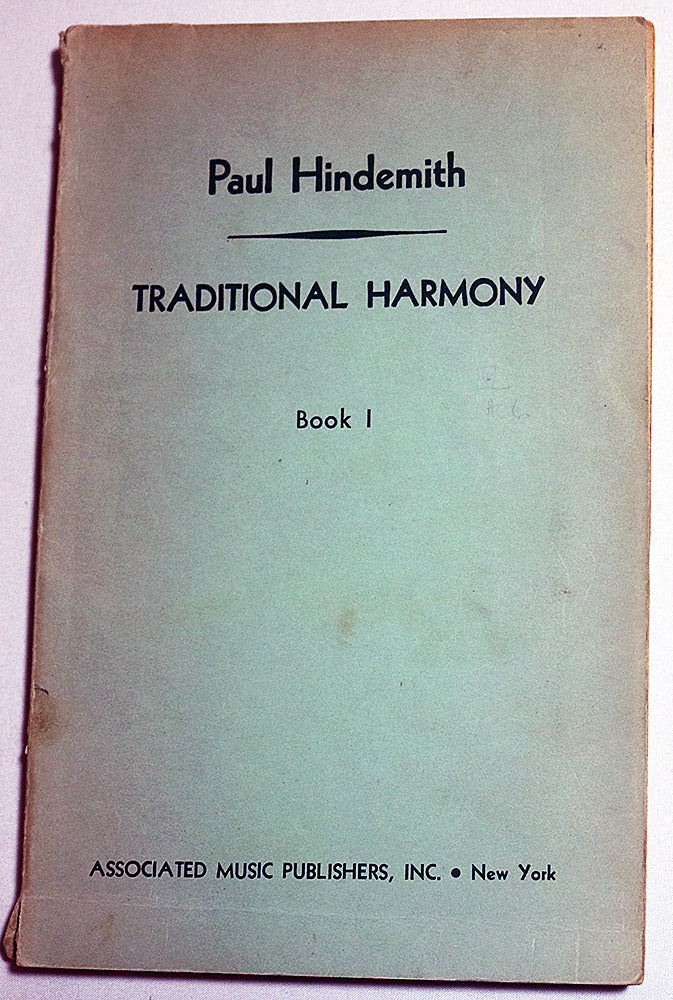 Paul Hindemith
TRADITIONAL HARMONY
Book I
ASSOCIATED MUSIC PUBLISHERS, INC. • New York